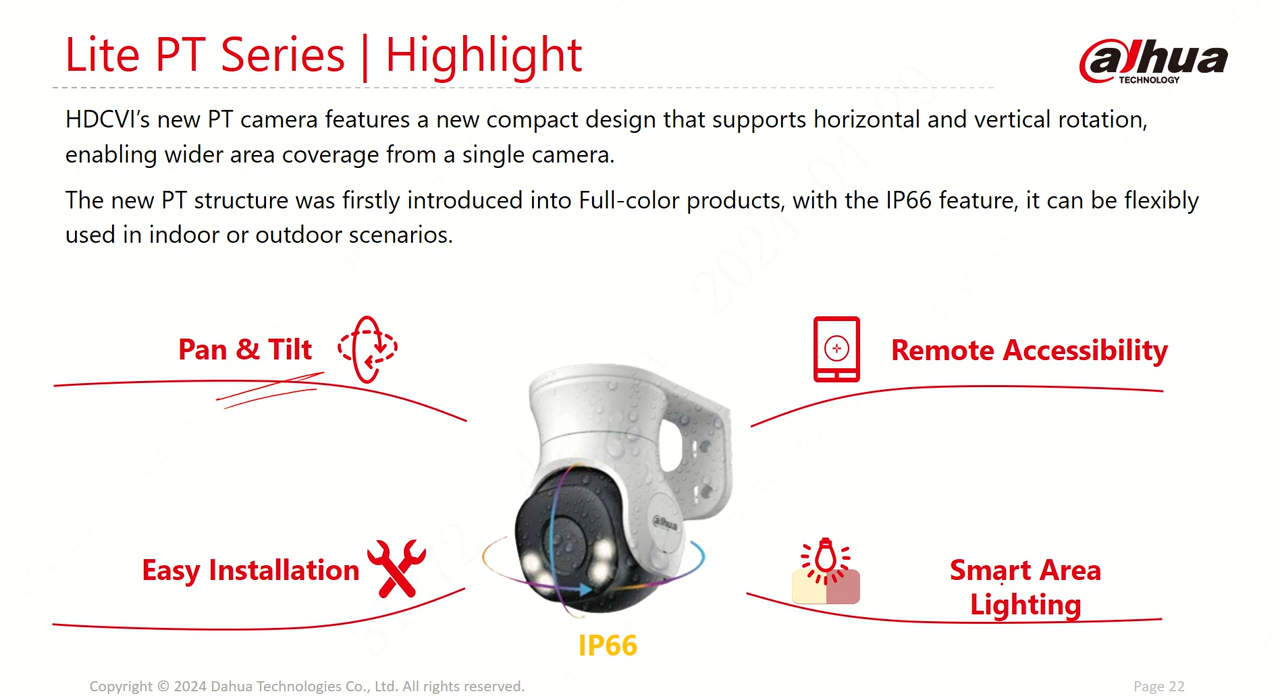 Lite PT Series | Highlight
alhua
TECHNOLOGY
HDCVI’s new PT camera features a new compact design that supports horizontal and vertical rotation,
enabling wider area coverage from a single camera.
The new PT structure was firstly introduced into Full-color products, with the IP66 feature, it can be flexibly
used in indoor or outdoor scenarios.
Pan & Tilt
Remote Accessibility
alhua
Easy Installation
Smart Area
Lighting
IP66
Copyright © 2024 Dahua Technologies Co., Ltd. All rights reserved.
Page 22